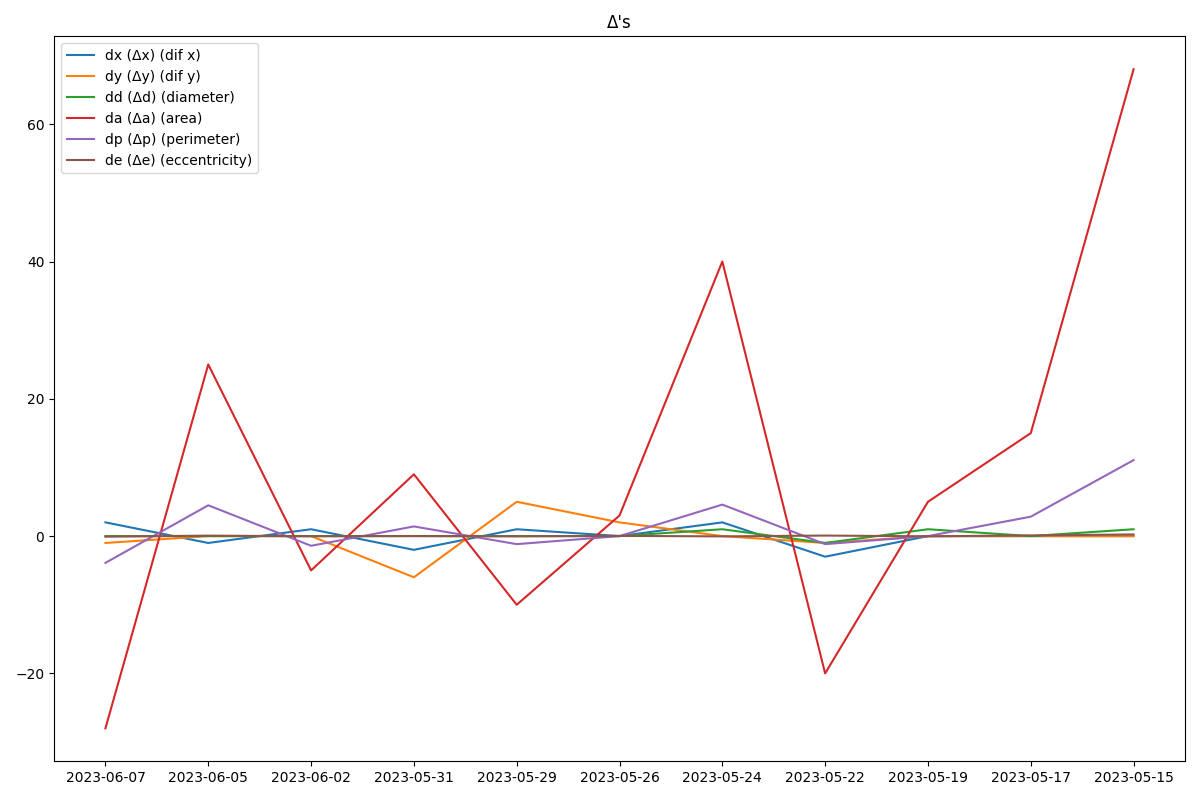 Δ's
dx (Δx) (dif x)
dy (Δy) (dif y)
dd (Δd) (diameter)
da (Δa) (area)
dp (Δp) (perimeter)
de (Δe) (eccentricity)
60
40
20
0
−20
2023-06-07 2023-06-05 2023-06-02 2023-05-31 2023-05-29 2023-05-26 2023-05-24 2023-05-22 2023-05-19 2023-05-17 2023-05-15